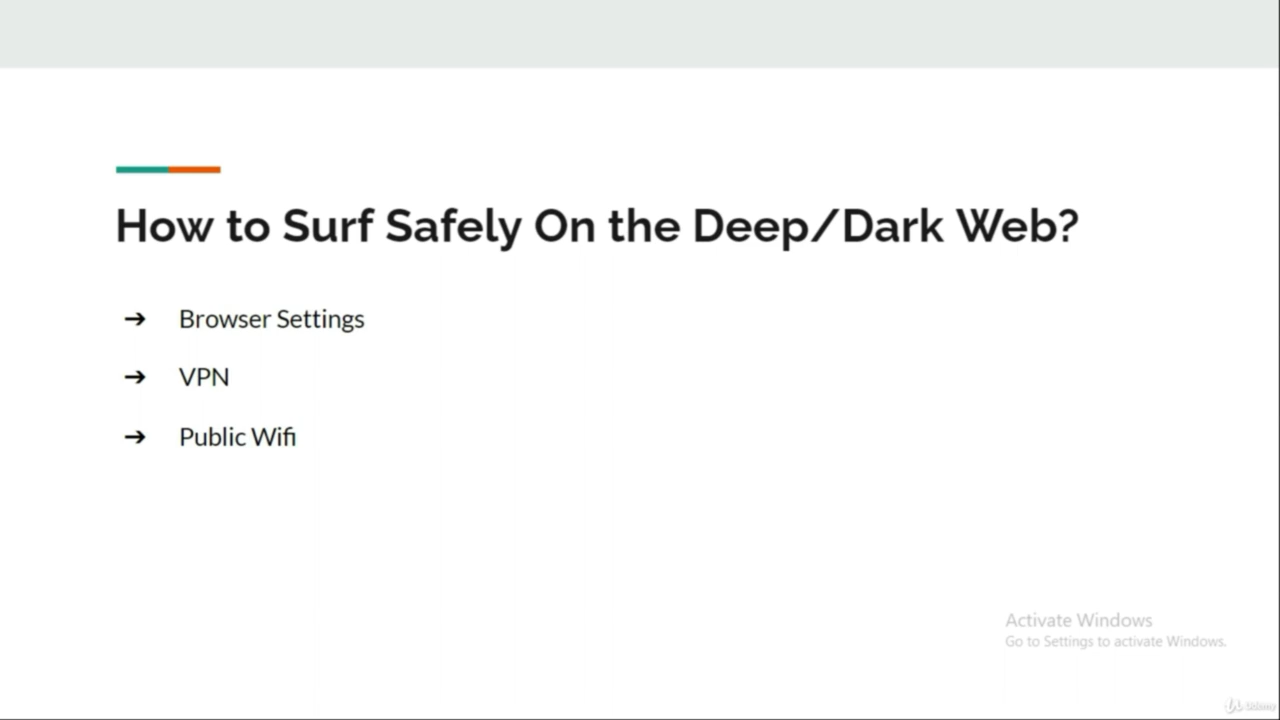 How to Surf Safely On the Deep/Dark Web?
➔ Browser Settings
➔ VPN
➔ Public Wifi
Activate Windows
Go to Settings to activate Windows.
Udemy